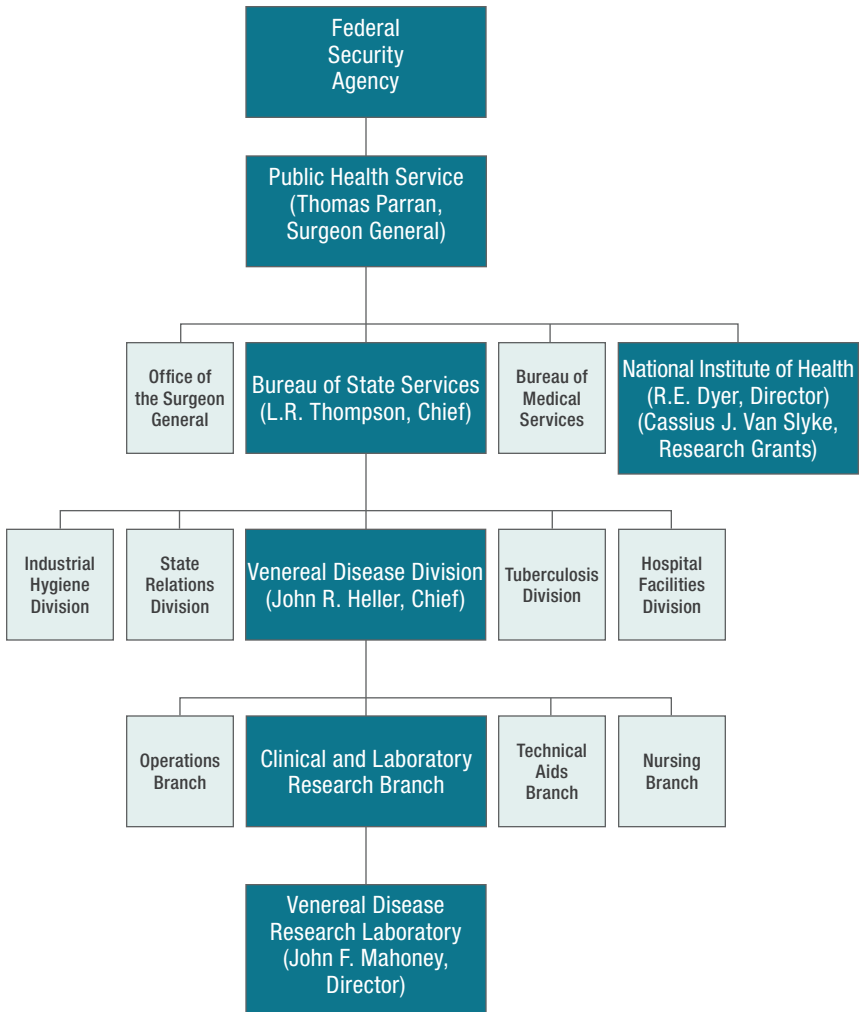 Federal
Security
Agency
Public Health Service
(Thomas Parran,
Surgeon General)
Office of
the Surgeon
General
Bureau of State Services
(L.R. Thompson, Chief)
Bureau of
Medical
Services
National Institute of Health
(R.E. Dyer, Director)
(Cassius J. Van Slyke,
Research Grants)
Industrial
Hygiene
Division
State
Relations
Division
Venereal Disease Division
(John R. Heller, Chief)
Tuberculosis
Division
Hospital
Facilities
Division
Operations
Branch
Clinical and Laboratory
Research Branch
Technical
Aids
Branch
Nursing
Branch
Venereal Disease
Research Laboratory
(John F. Mahoney,
Director)